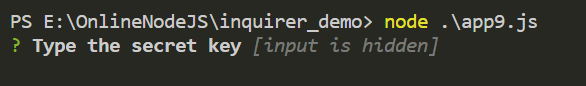 PS E:\OnlineNodeJS\inquirer_demo> node .\app9.js
? Type the secret key [input is hidden]